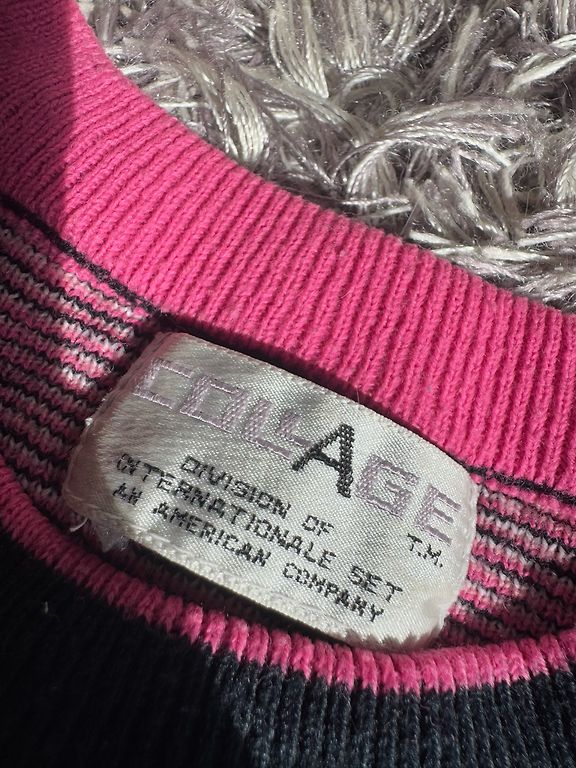 COLLAGE
T.M.
DIVISION OF
INTERNATIONALE SET
AN AMERICAN COMPANY